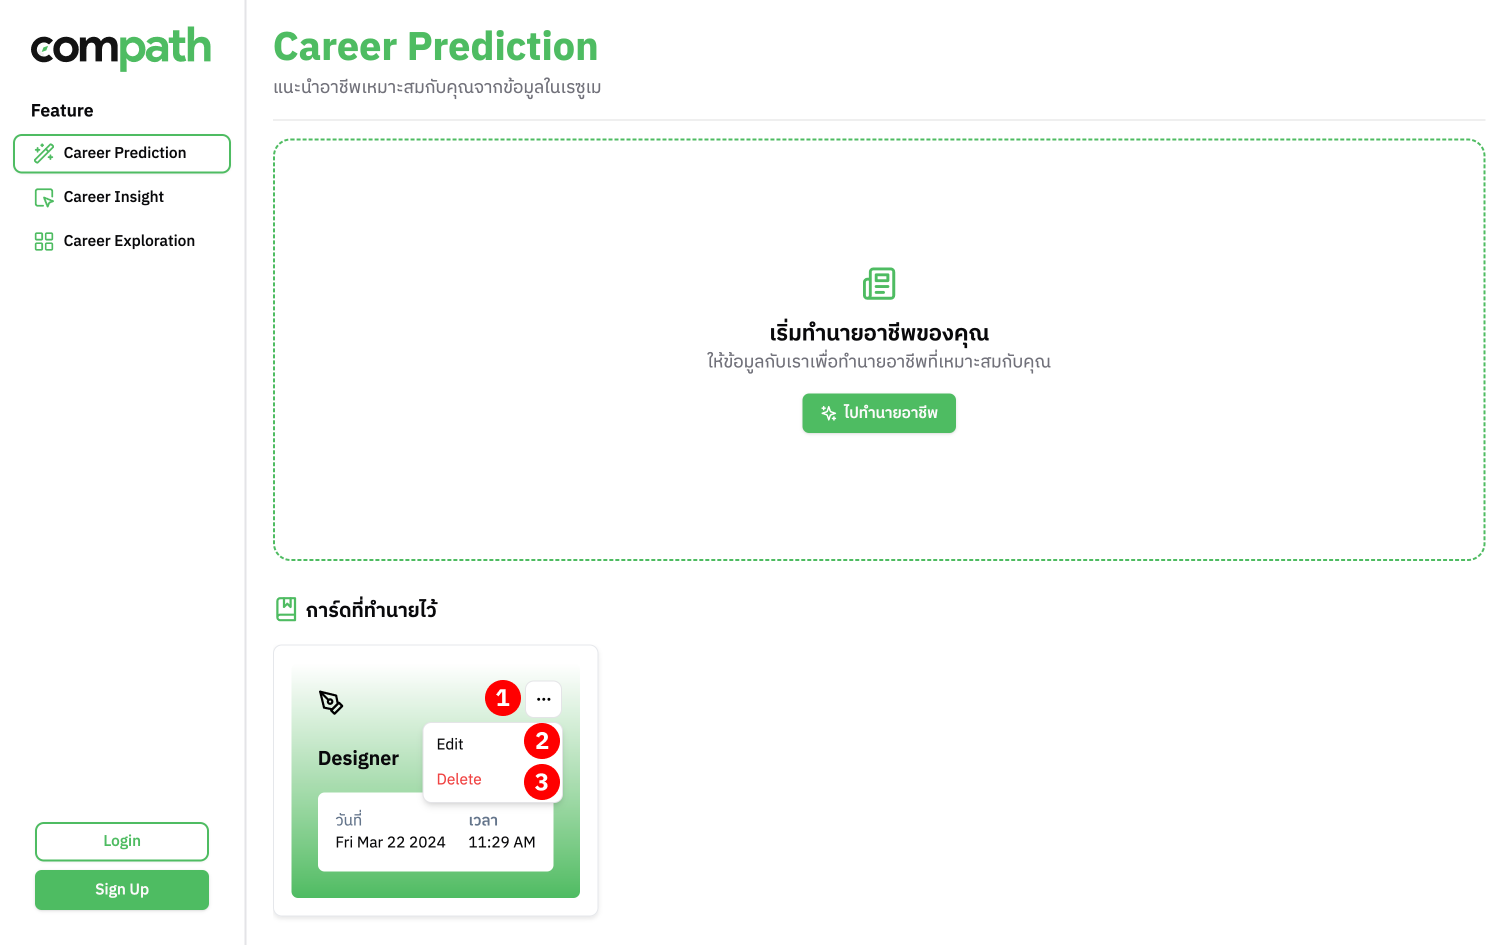 compath
Feature
Career Prediction
Career Insight
Career Exploration
Login
Sign Up
Career Prediction
แนะนำอาชีพเหมาะสมกับคุณจากข้อมูลในเรซูเม
เริ่มทำนายอาชีพของคุณ
ให้ข้อมูลกับเราเพื่อทำนายอาชีพที่เหมาะสมกับคุณ
ไปทำนายอาชีพ
การ์ดที่ทำนายไว้
1
...
Edit 2
Designer
Delete 3
วันที่ เวลา
Fri Mar 22 2024 11:29 AM